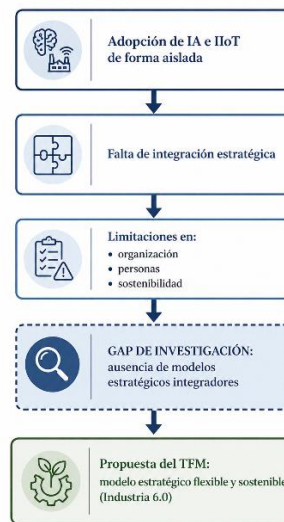 Adopción de IA e IIoT
de forma aislada
Falta de integración estratégica
Limitaciones en:
• organización
• personas
• sostenibilidad
GAP DE INVESTIGACIÓN:
ausencia de modelos
estratégicos integradores
Propuesta del TFM:
modelo estratégico flexible y sostenible
(Industria 6.0)